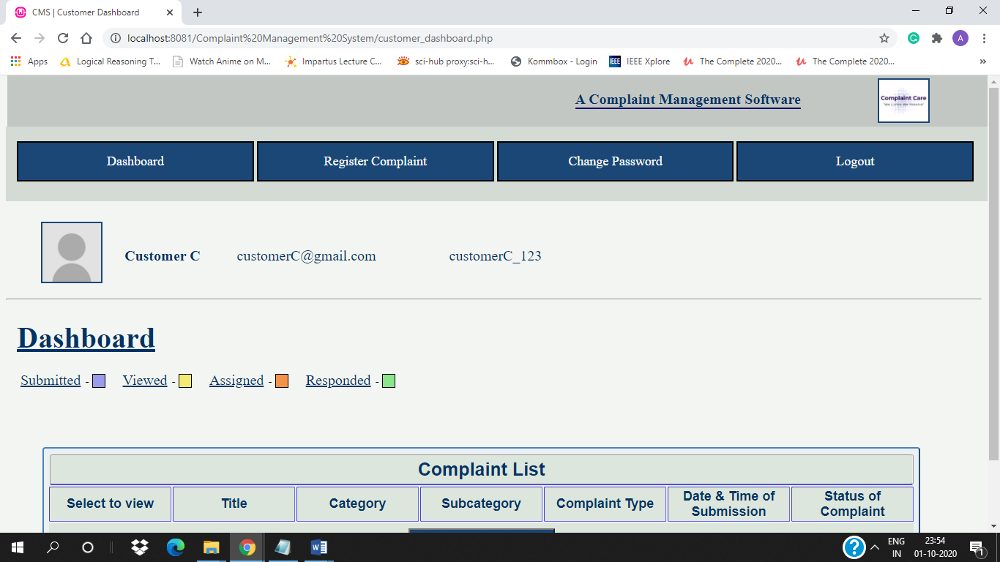 CMS | Customer Dashboard
localhost:8081/Complaint%20Management%20System/customer_dashboard.php
A
Apps
Logical Reasoning T...
Watch Anime on M...
Impartus Lecture C...
sci-hub proxy:sci-h...
Kommbox - Login
IEEE
IEEE Xplore
The Complete 2020...
The Complete 2020...
»
A Complaint Management Software
Complaint Care
Dashboard
Register Complaint
Change Password
Logout
Customer C
customerC@gmail.com
customerC_123
Dashboard
Submitted -
Viewed -
Assigned -
Responded -
Complaint List
Select to view
Title
Category
Subcategory
Complaint Type
Date & Time of
Submission
Status of
Complaint
ENG
IN
23:54
01-10-2020
1